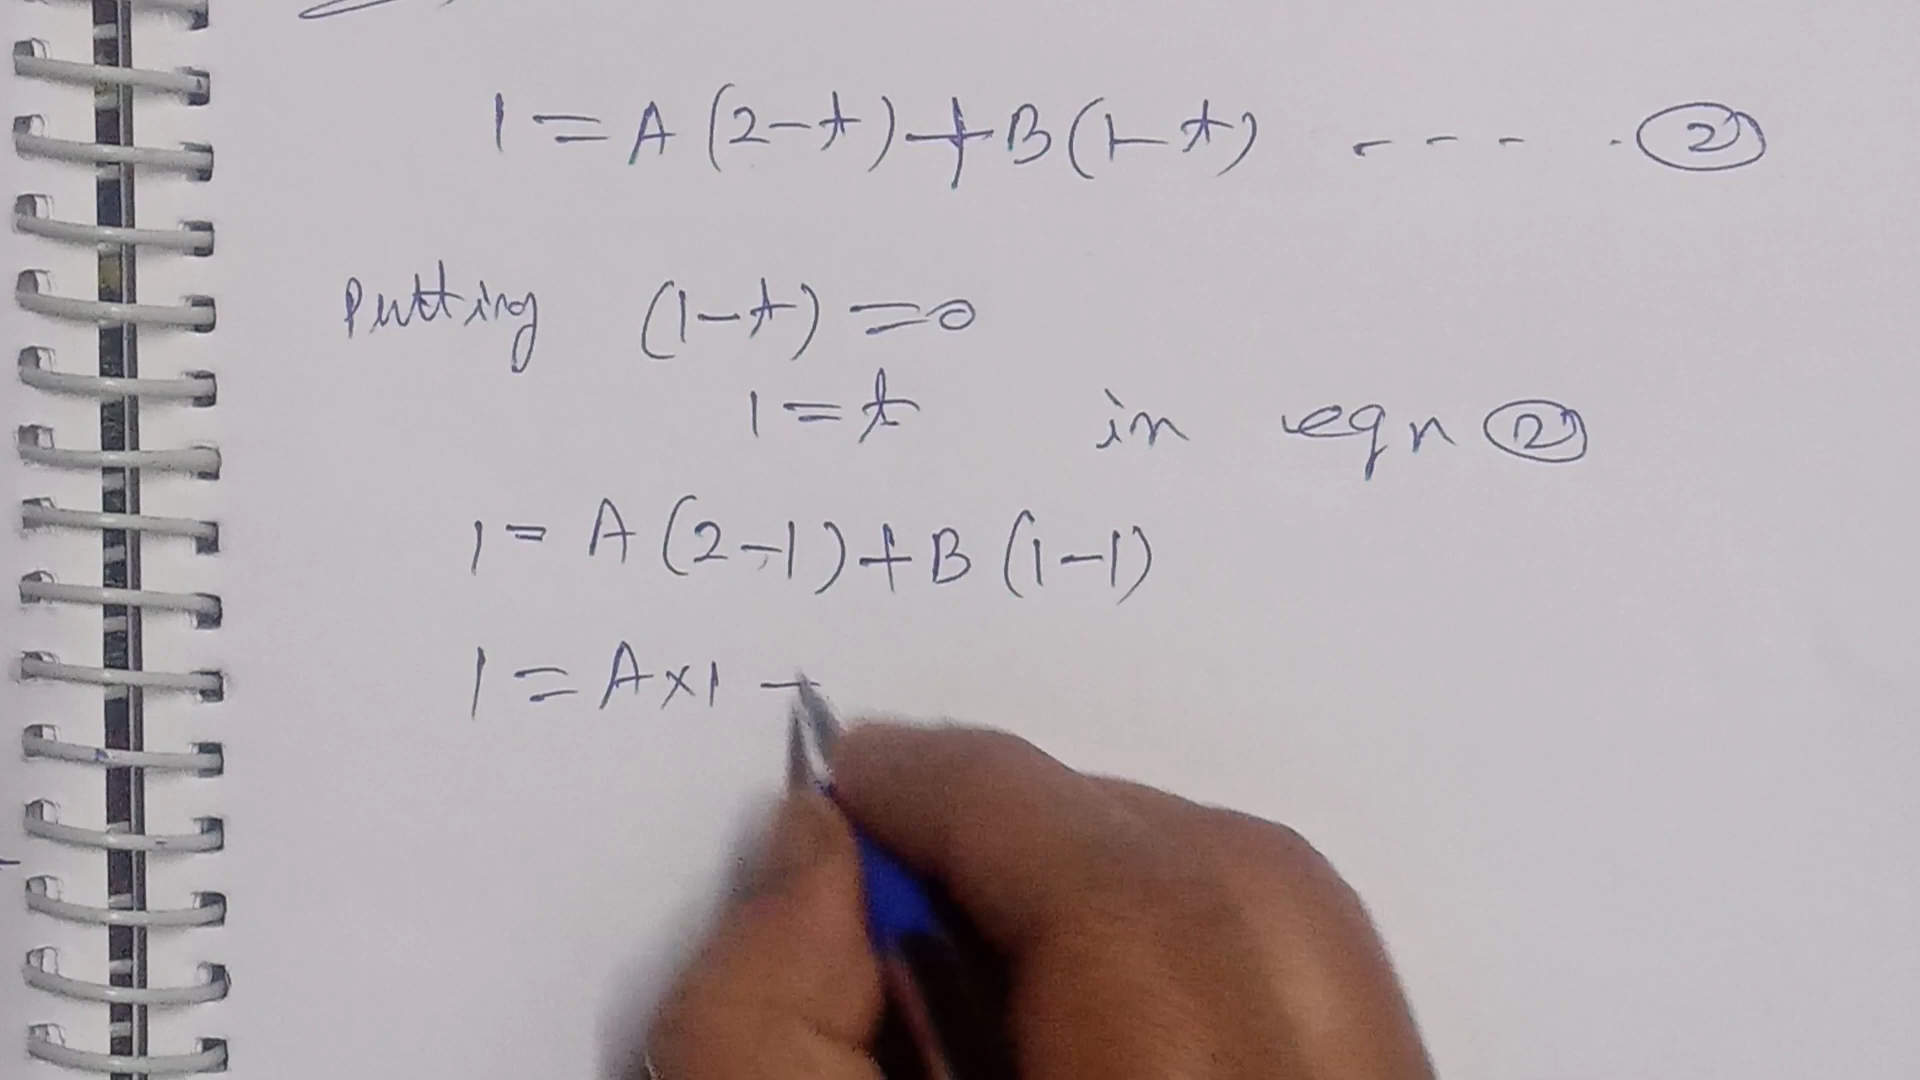 1 = A (2-t) + B (1-t) - - - . ②
Putting (1-t) = 0
1 = t in eqn ②
1 = A (2-1) + B (1-1)
1 = A × 1 -